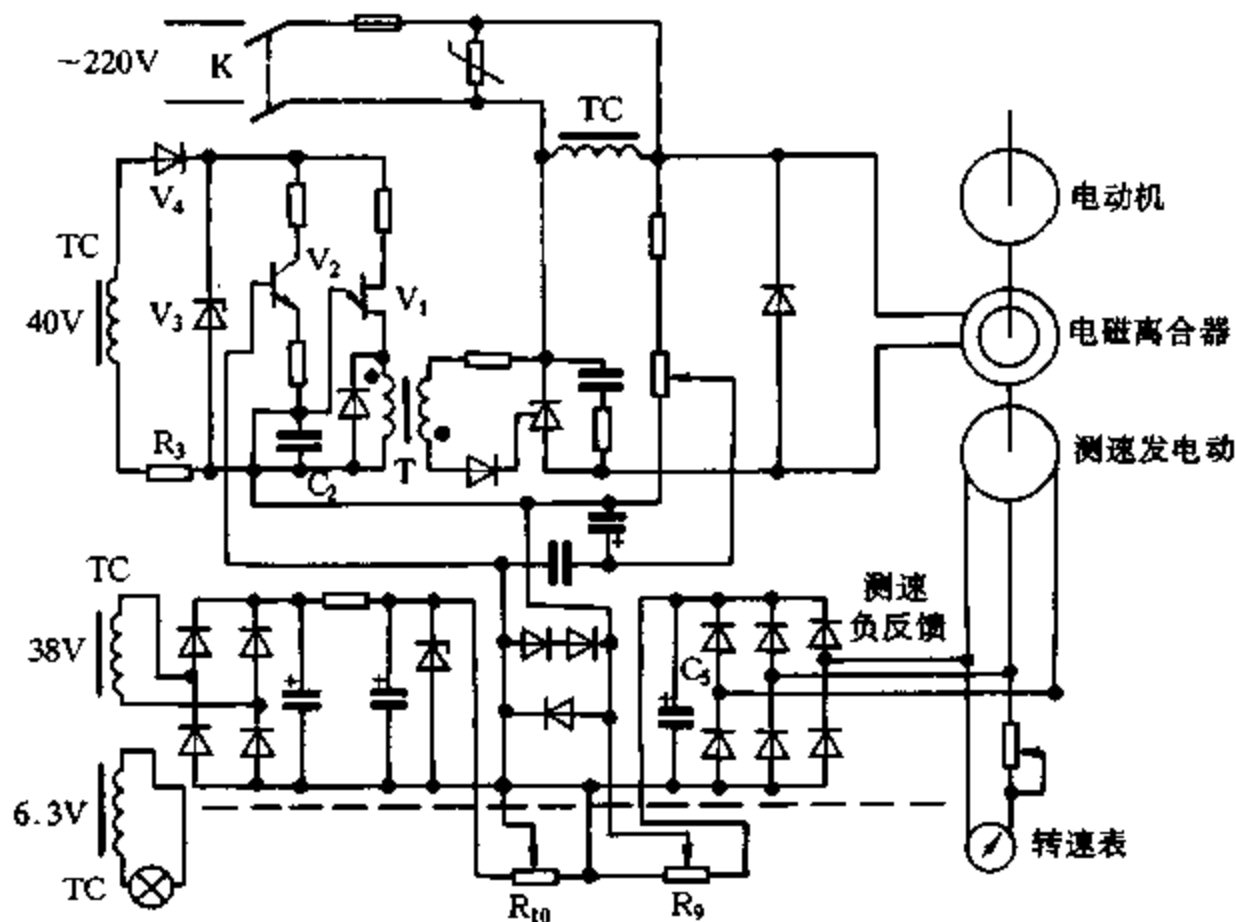 ~220V
K
TC
V₄
TC
V₂
V₁
V₃
40V
电动机
电磁离合器
R₃
C₂
T
测速发电动
TC
38V
测速
负反馈
C₅
6.3V
TC
R₁₀
R₉
转速表